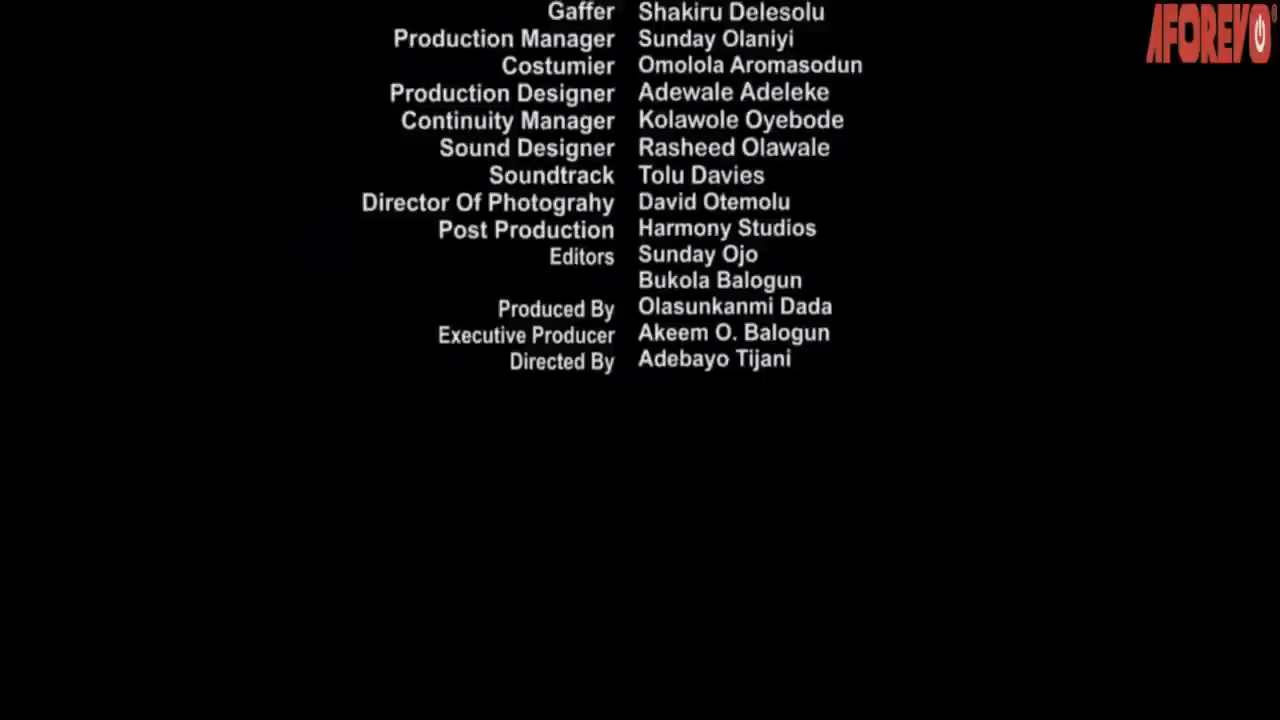 AFOREVO
Gaffer Shakiru Delesolu
Production Manager Sunday Olaniyi
Costumier Omolola Aromasodun
Production Designer Adewale Adeleke
Continuity Manager Kolawole Oyebode
Sound Designer Rasheed Olawale
Soundtrack Tolu Davies
Director Of Photograhy David Otemolu
Post Production Harmony Studios
Editors Sunday Ojo
Bukola Balogun
Produced By Olasunkanmi Dada
Executive Producer Akeem O. Balogun
Directed By Adebayo Tijani